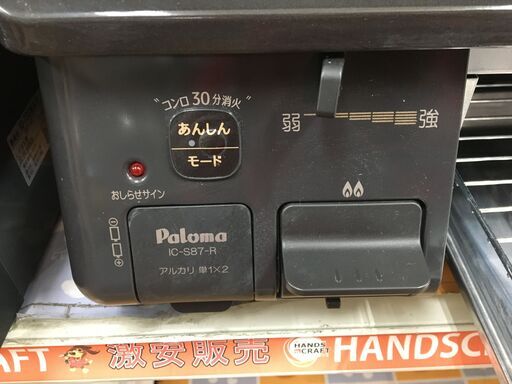 "コンロ30分消火"
あんしん
モード
弱 強
おしらせサイン
Paloma
IC-S87-R
アルカリ 単1×2
AFT 激安販売 HANDS CRAFT HANDSC